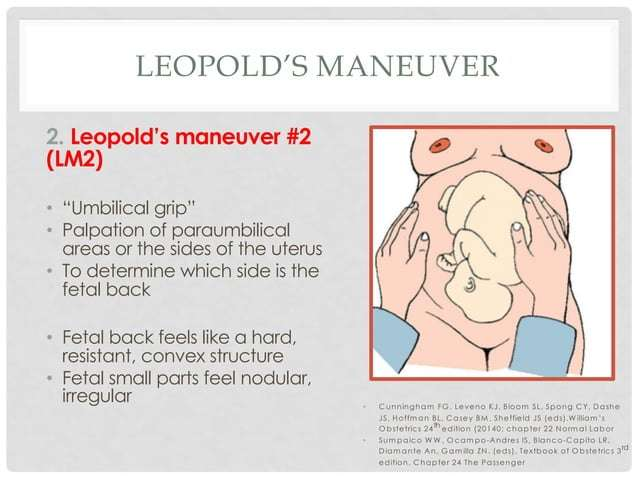 LEOPOLD’S MANEUVER
2. Leopold’s maneuver #2
(LM2)
• “Umbilical grip”
• Palpation of paraumbilical
areas or the sides of the uterus
• To determine which side is the
fetal back
• Fetal back feels like a hard,
resistant, convex structure
• Fetal small parts feel nodular,
irregular
• Cunningham FG, Leveno KJ, Bloom SL, Spong CY, Dashe
JS, Hoffman BL, Casey BM, Sheffield JS (eds).William’s
Obstetrics 24th edition (20140; chapter 22 Normal Labor
• Sumpaico WW, Ocampo-Andres IS, Blanco-Capito LR,
Diamante An, Gamilla ZN. (eds). Textbook of Obstetrics 3rd
edition. Chapter 24 The Passenger